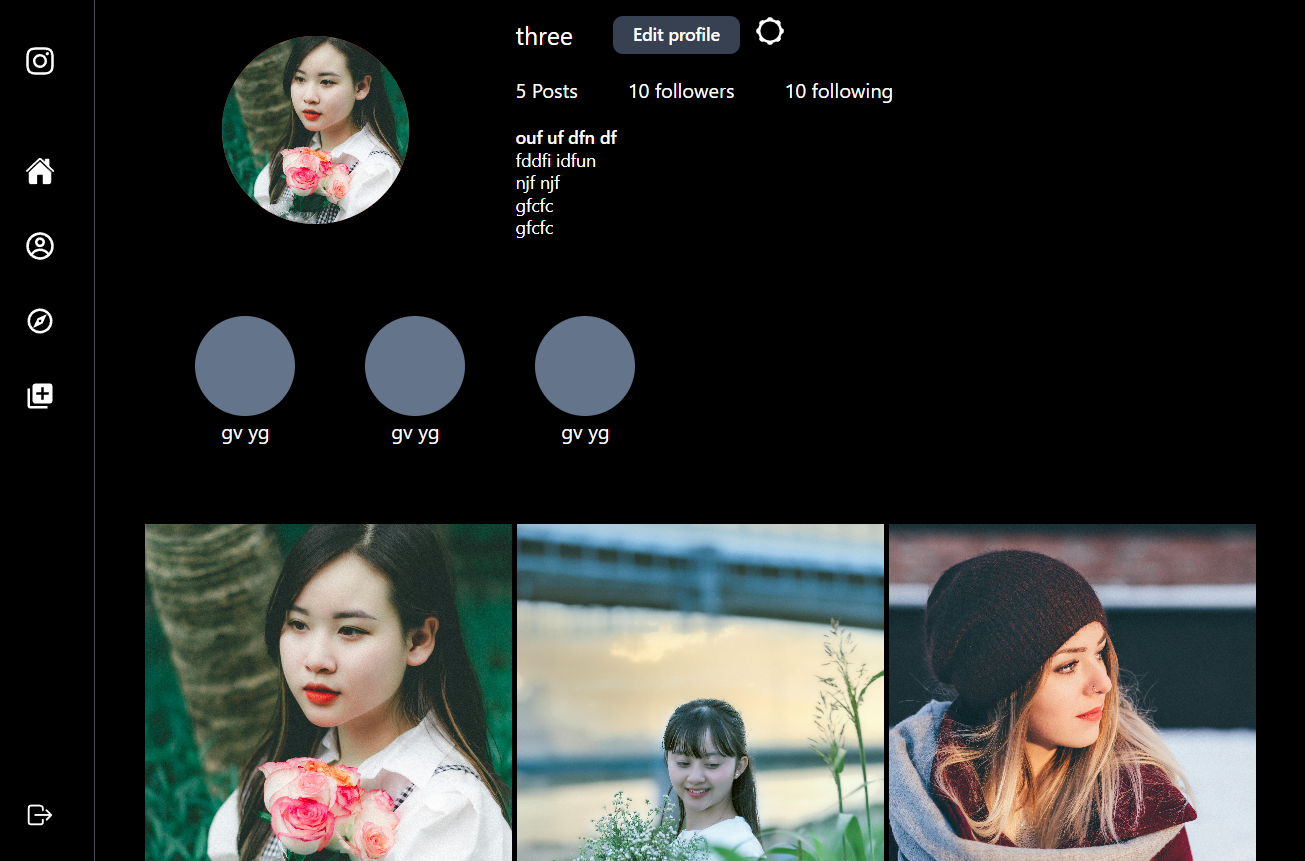 three Edit profile
5 Posts 10 followers 10 following
ouf uf dfn df
fddfi idfun
njf njf
gfcfc
gfcfc
gv yg gv yg gv yg